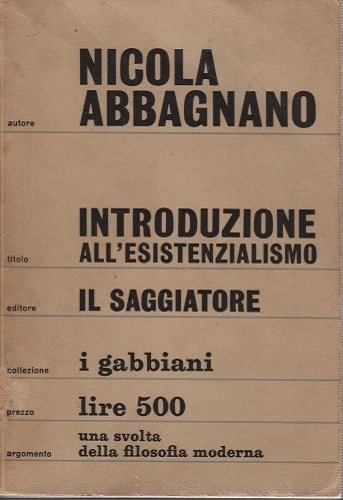 NICOLA
autore ABBAGNANO
INTRODUZIONE
titolo ALL'ESISTENZIALISMO
editore IL SAGGIATORE
collezione i gabbiani
prezzo lire 500
una svolta
argomento della filosofia moderna